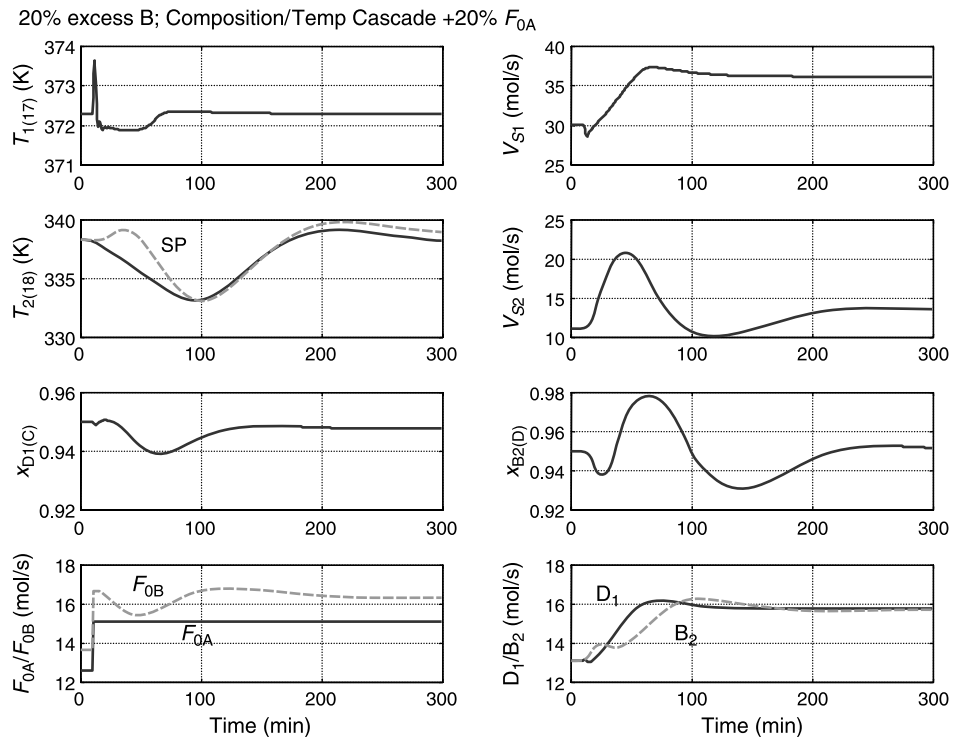 20% excess B; Composition/Temp Cascade +20% F0A
T1(17) (K)
374
373
372
371
0 100 200 300
VS1 (mol/s)
40
35
30
25
0 100 200 300
T2(18) (K)
340
335
330
SP
0 100 200 300
VS2 (mol/s)
25
20
15
10
0 100 200 300
xD1(C)
0.96
0.94
0.92
0 100 200 300
xB2(D)
0.98
0.96
0.94
0.92
0 100 200 300
F0A/F0B (mol/s)
18
16
14
12
F0B
F0A
0 100 200 300
Time (min)
D1/B2 (mol/s)
18
16
14
12
D1
B2
0 100 200 300
Time (min)